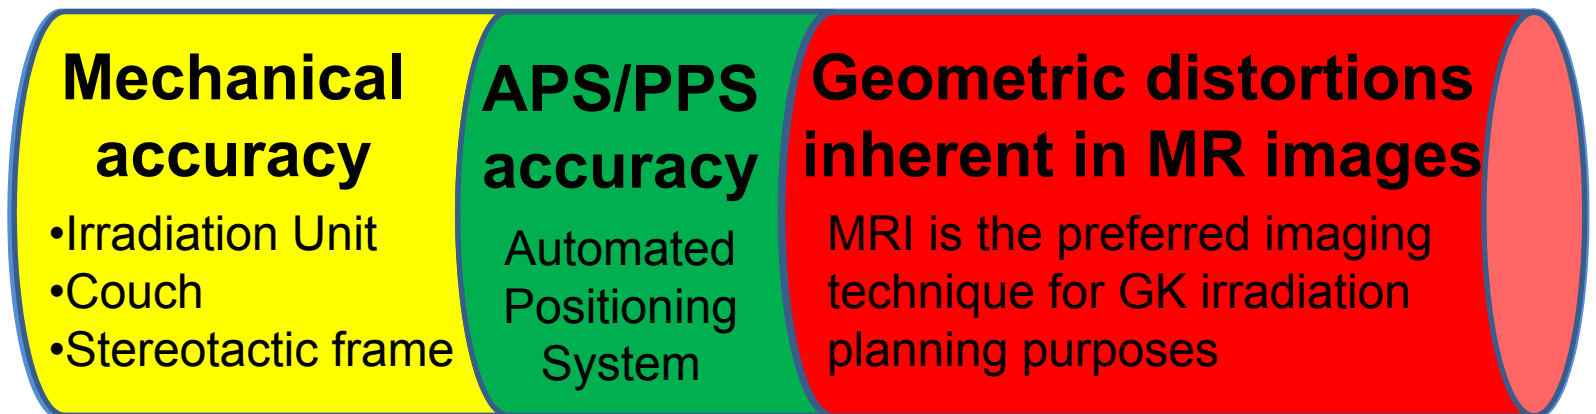 Mechanical
accuracy
•Irradiation Unit
•Couch
•Stereotactic frame
APS/PPS
accuracy
Automated
Positioning
System
Geometric distortions
inherent in MR images
MRI is the preferred imaging
technique for GK irradiation
planning purposes